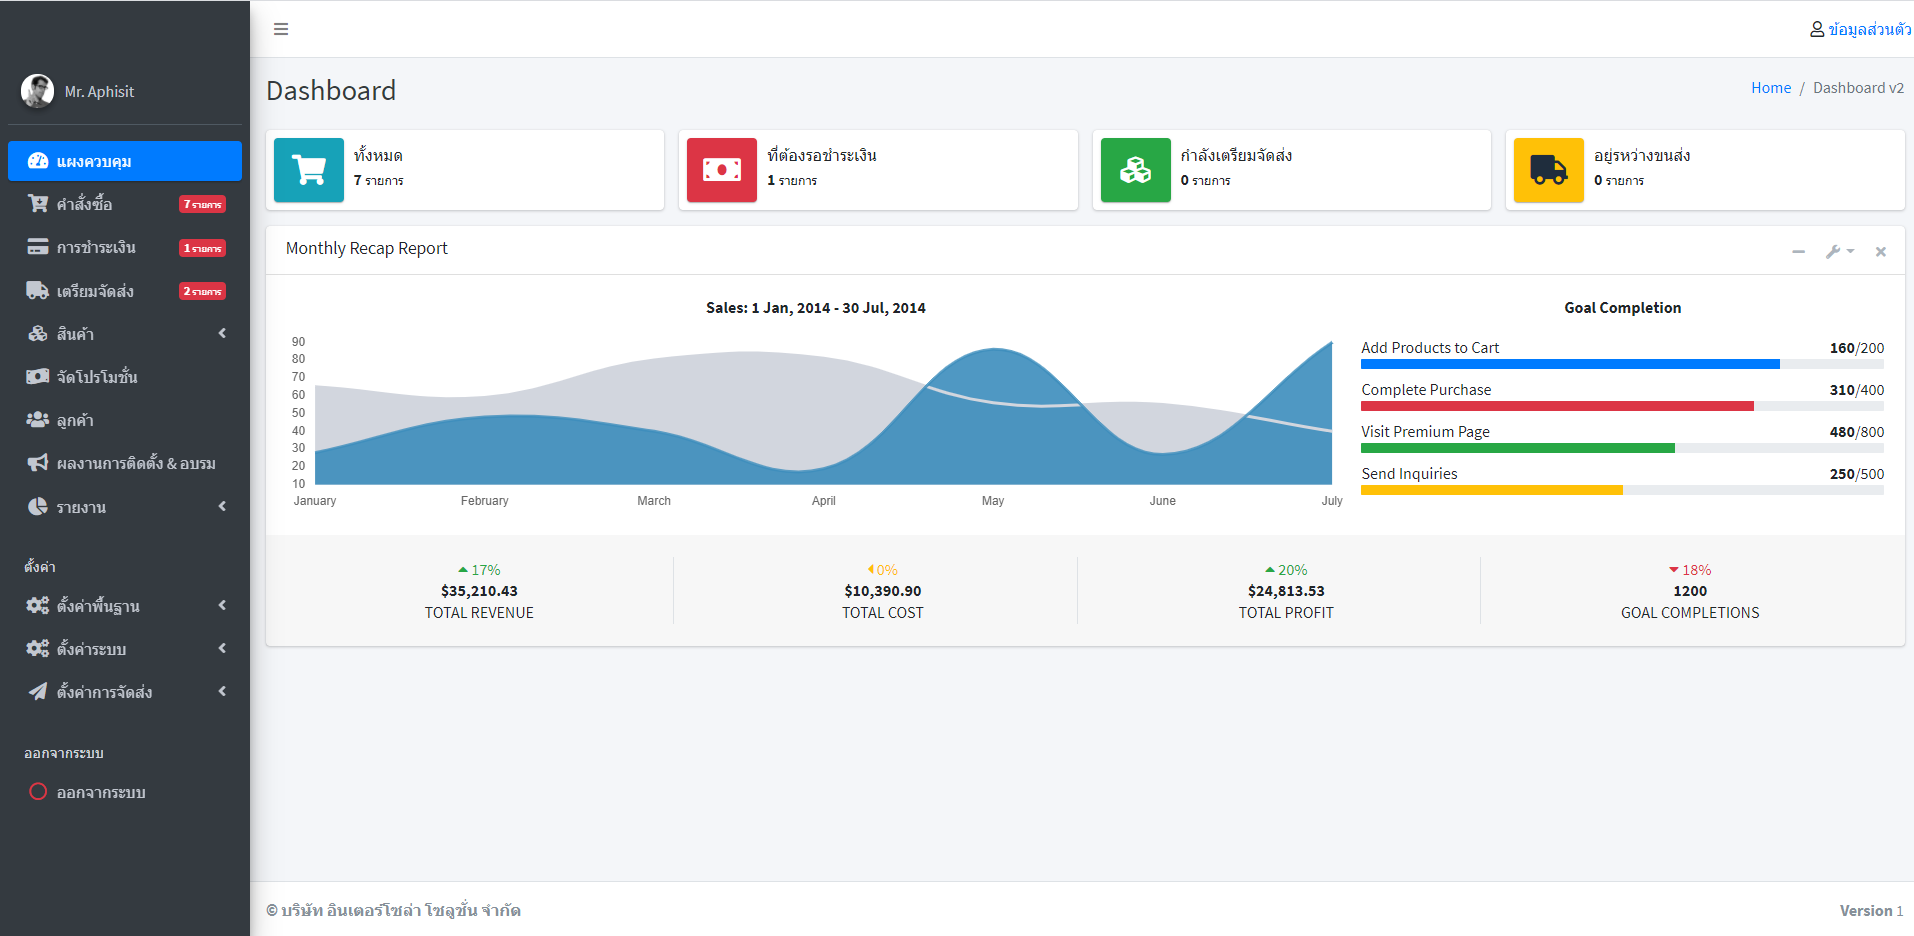 ข้อมูลส่วนตัว
Mr. Aphisit
แผงควบคุม
คำสั่งซื้อ 7 รายการ
การชำระเงิน 1 รายการ
เตรียมจัดส่ง 2 รายการ
สินค้า
จัดโปรโมชั่น
ลูกค้า
ผลงานการติดตั้ง & อบรม
รายงาน
ตั้งค่า
ตั้งค่าพื้นฐาน
ตั้งค่าระบบ
ตั้งค่าการจัดส่ง
ออกจากระบบ
ออกจากระบบ
Dashboard
Home / Dashboard v2
ทั้งหมด
7 รายการ
ที่ต้องรอชำระเงิน
1 รายการ
กำลังเตรียมจัดส่ง
0 รายการ
อยู่รหว่างขนส่ง
0 รายการ
Monthly Recap Report
Sales: 1 Jan, 2014 - 30 Jul, 2014
90
80
70
60
50
40
30
20
10
January February March April May June July
Goal Completion
Add Products to Cart 160/200
Complete Purchase 310/400
Visit Premium Page 480/800
Send Inquiries 250/500
17%
$35,210.43
TOTAL REVENUE
0%
$10,390.90
TOTAL COST
20%
$24,813.53
TOTAL PROFIT
18%
1200
GOAL COMPLETIONS
© บริษัท อินเตอร์โซล่า โซลูชั่น จำกัด
Version 1